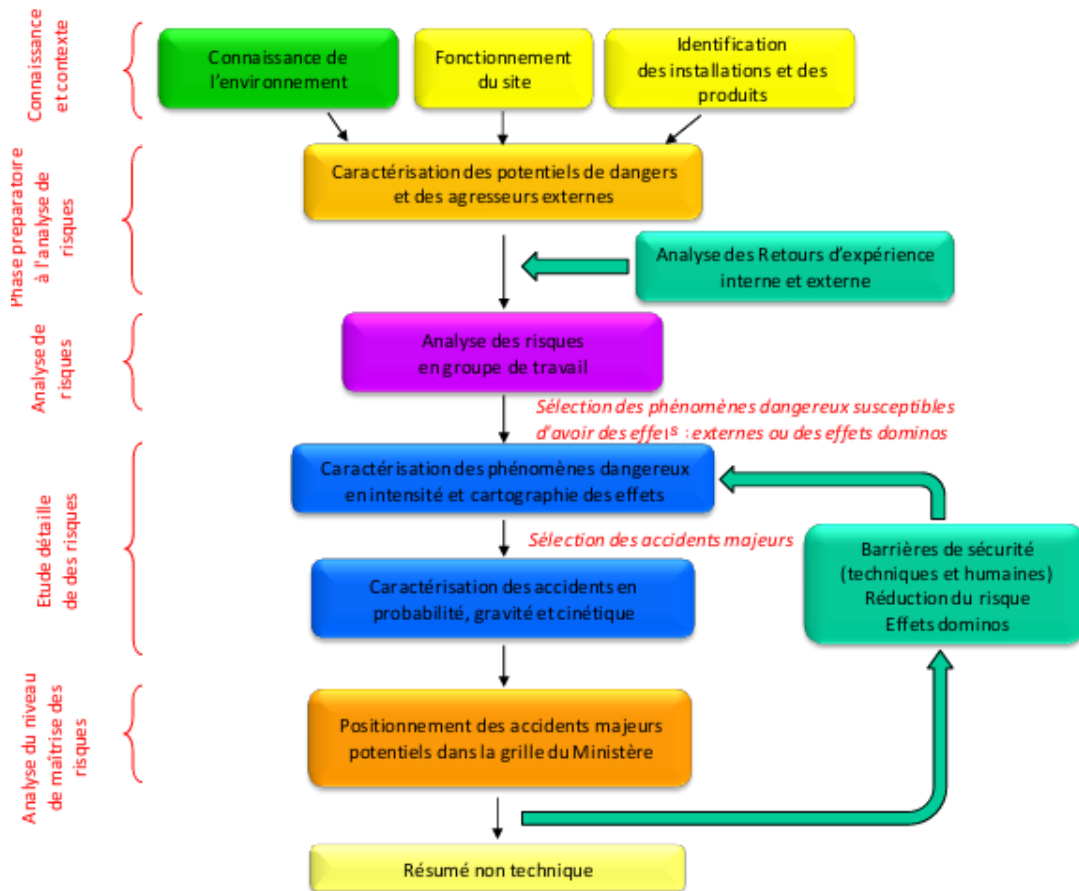 Connaissance
et contexte
Connaissance de
l'environnement
Fonctionnement
du site
Identification
des installations et des
produits
Phase preparatoire
à l'analyse de
risques
Caractérisation des potentiels de dangers
et des agresseurs externes
Analyse des Retours d'expérience
interne et externe
Analyse de
risques
Analyse des risques
en groupe de travail
Sélection des phénomènes dangereux susceptibles
d'avoir des effets : externes ou des effets dominos
Etude détaille
de des risques
Caractérisation des phénomènes dangereux
en intensité et cartographie des effets
Sélection des accidents majeurs
Caractérisation des accidents en
probabilité, gravité et cinétique
Barrières de sécurité
(techniques et humaines)
Réduction du risque
Effets dominos
Analyse du niveau
de maîtrise des
risques
Positionnement des accidents majeurs
potentiels dans la grille du Ministère
Résumé non technique